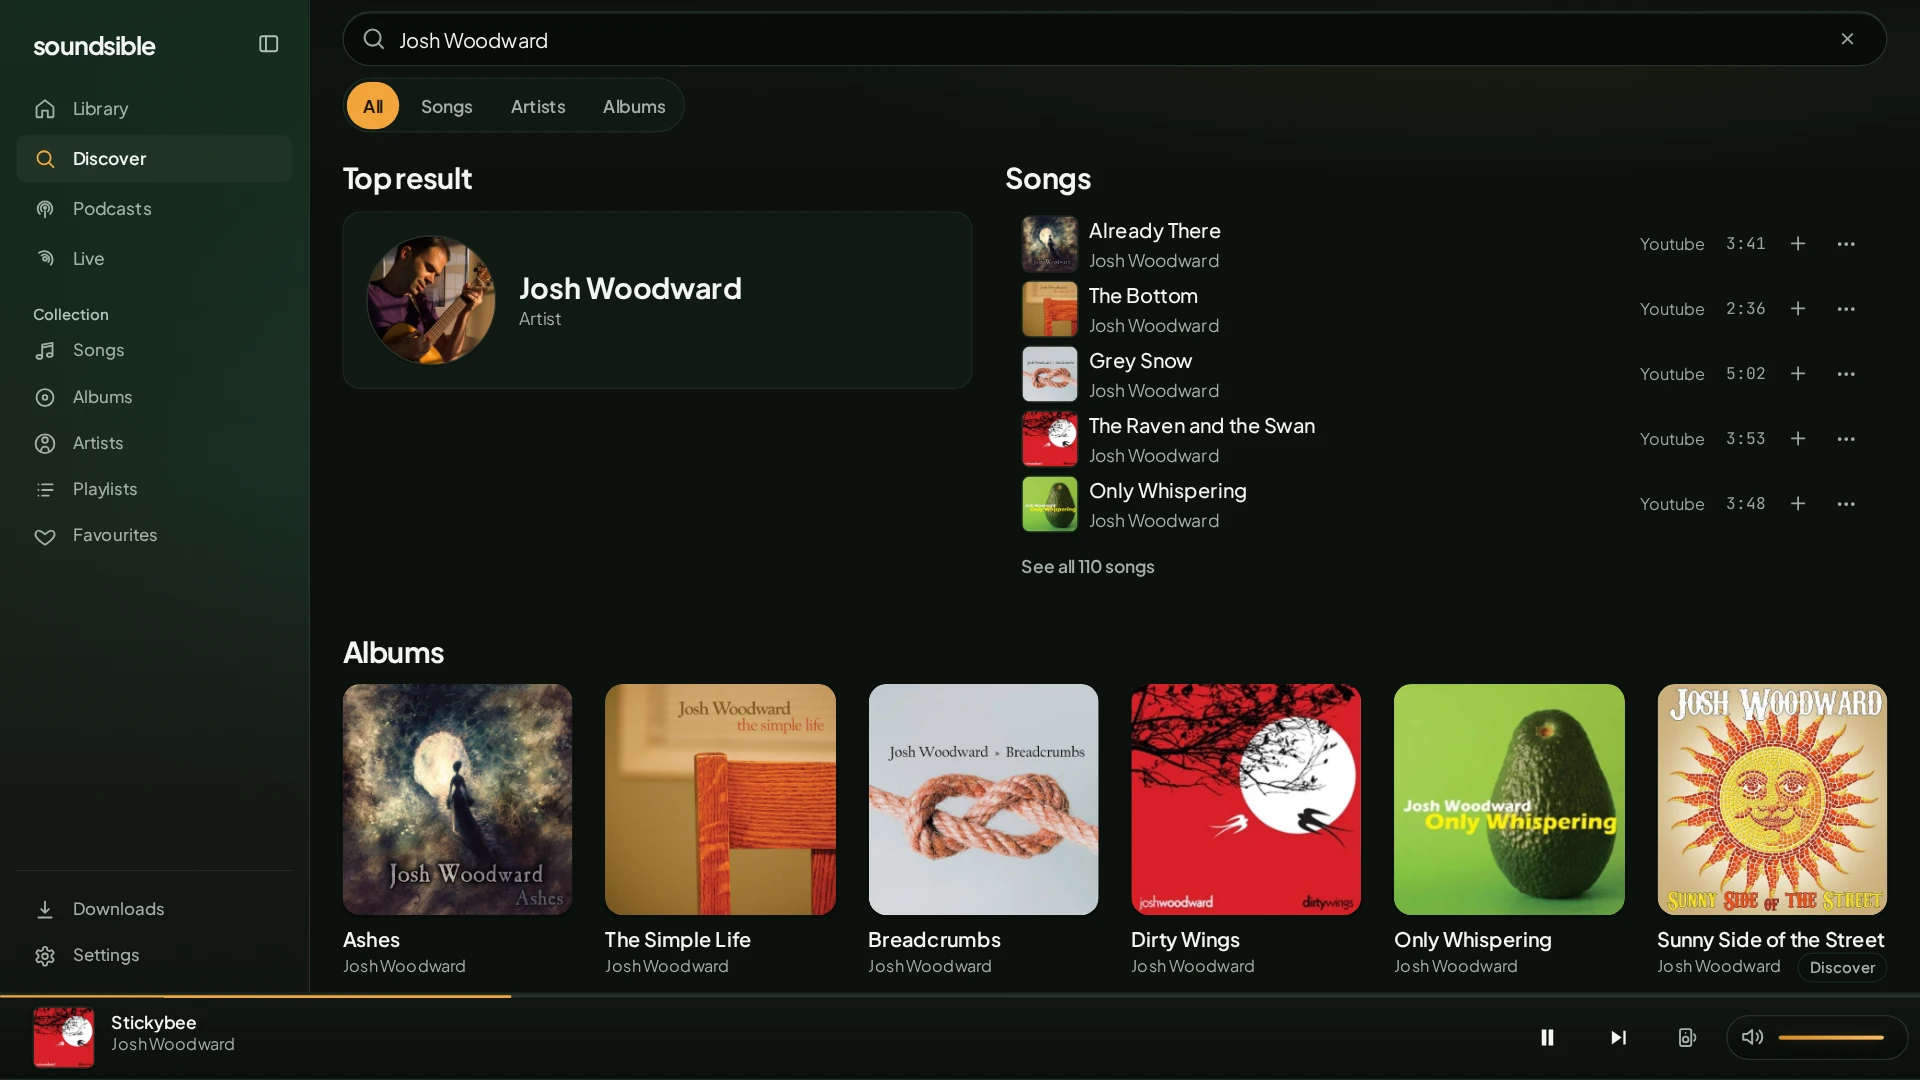 soundsible
Library
Discover
Podcasts
Live
Collection
Songs
Albums
Artists
Playlists
Favourites
Downloads
Settings
Josh Woodward
All
Songs
Artists
Albums
Top result
Josh Woodward
Artist
Songs
Already There
Josh Woodward
Youtube 3:41
The Bottom
Josh Woodward
Youtube 2:36
Grey Snow
Josh Woodward
Youtube 5:02
The Raven and the Swan
Josh Woodward
Youtube 3:53
Only Whispering
Josh Woodward
Youtube 3:48
See all 110 songs
Albums
Josh Woodward
Ashes
Ashes
Josh Woodward
Josh Woodward
the simple life
The Simple Life
Josh Woodward
Josh Woodward • Breadcrumbs
Breadcrumbs
Josh Woodward
joshwoodward dirtywings
Dirty Wings
Josh Woodward
Josh Woodward
Only Whispering
Only Whispering
Josh Woodward
JOSH WOODWARD
SUNNY SIDE OF THE STREET
Sunny Side of the Street
Josh Woodward
Discover
Stickybee
Josh Woodward